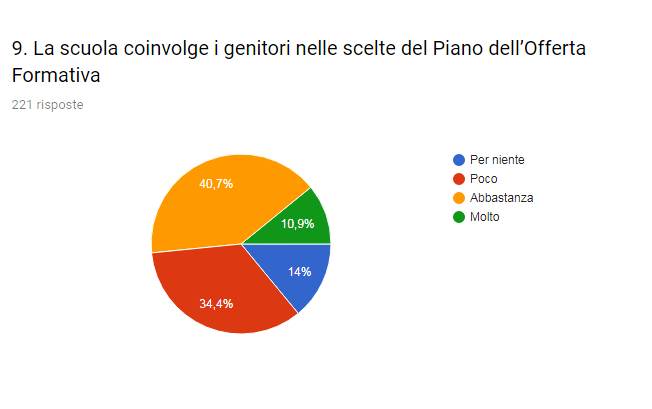 9. La scuola coinvolge i genitori nelle scelte del Piano dell’Offerta
Formativa
221 risposte
40,7%
10,9%
14%
34,4%
Per niente
Poco
Abbastanza
Molto